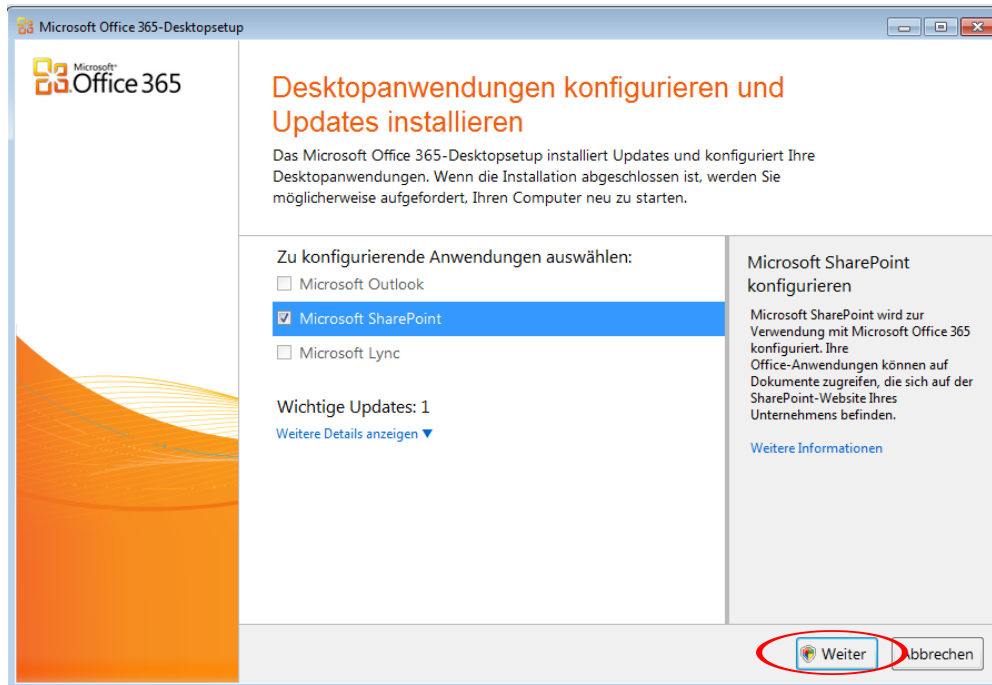 Microsoft Office 365-Desktopsetup
Microsoft®
Office 365
Desktopanwendungen konfigurieren und
Updates installieren
Das Microsoft Office 365-Desktopsetup installiert Updates und konfiguriert Ihre
Desktopanwendungen. Wenn die Installation abgeschlossen ist, werden Sie
möglicherweise aufgefordert, Ihren Computer neu zu starten.
Zu konfigurierende Anwendungen auswählen:
Microsoft Outlook
Microsoft SharePoint
Microsoft Lync
Wichtige Updates: 1
Weitere Details anzeigen ▼
Microsoft SharePoint
konfigurieren
Microsoft SharePoint wird zur
Verwendung mit Microsoft Office 365
konfiguriert. Ihre
Office-Anwendungen können auf
Dokumente zugreifen, die sich auf der
SharePoint-Website Ihres
Unternehmens befinden.
Weitere Informationen
Weiter
Abbrechen